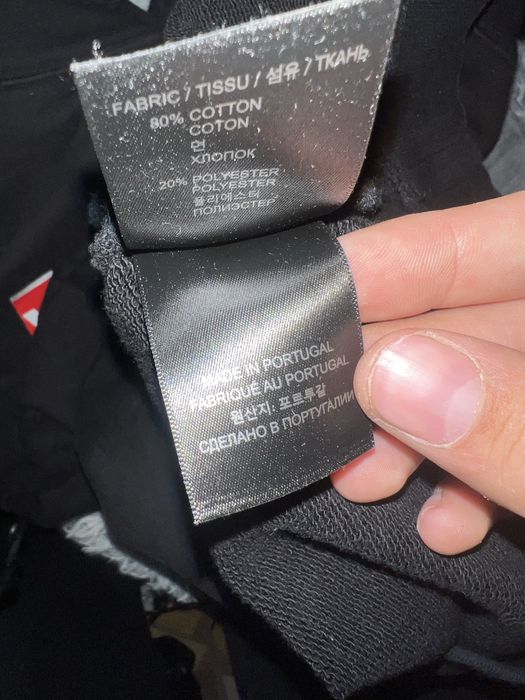 FABRIC / TISSU / 섬유 / ТКАНЬ
80% COTTON
COTON
면
ХЛОПОК
20% POLYESTER
POLYESTER
폴리에스터
ПОЛИЭСТЕР
MADE IN PORTUGAL
FABRIQUÉ AU PORTUGAL
원산지: 포르투갈
СДЕЛАНО В ПОРТУГАЛИИ